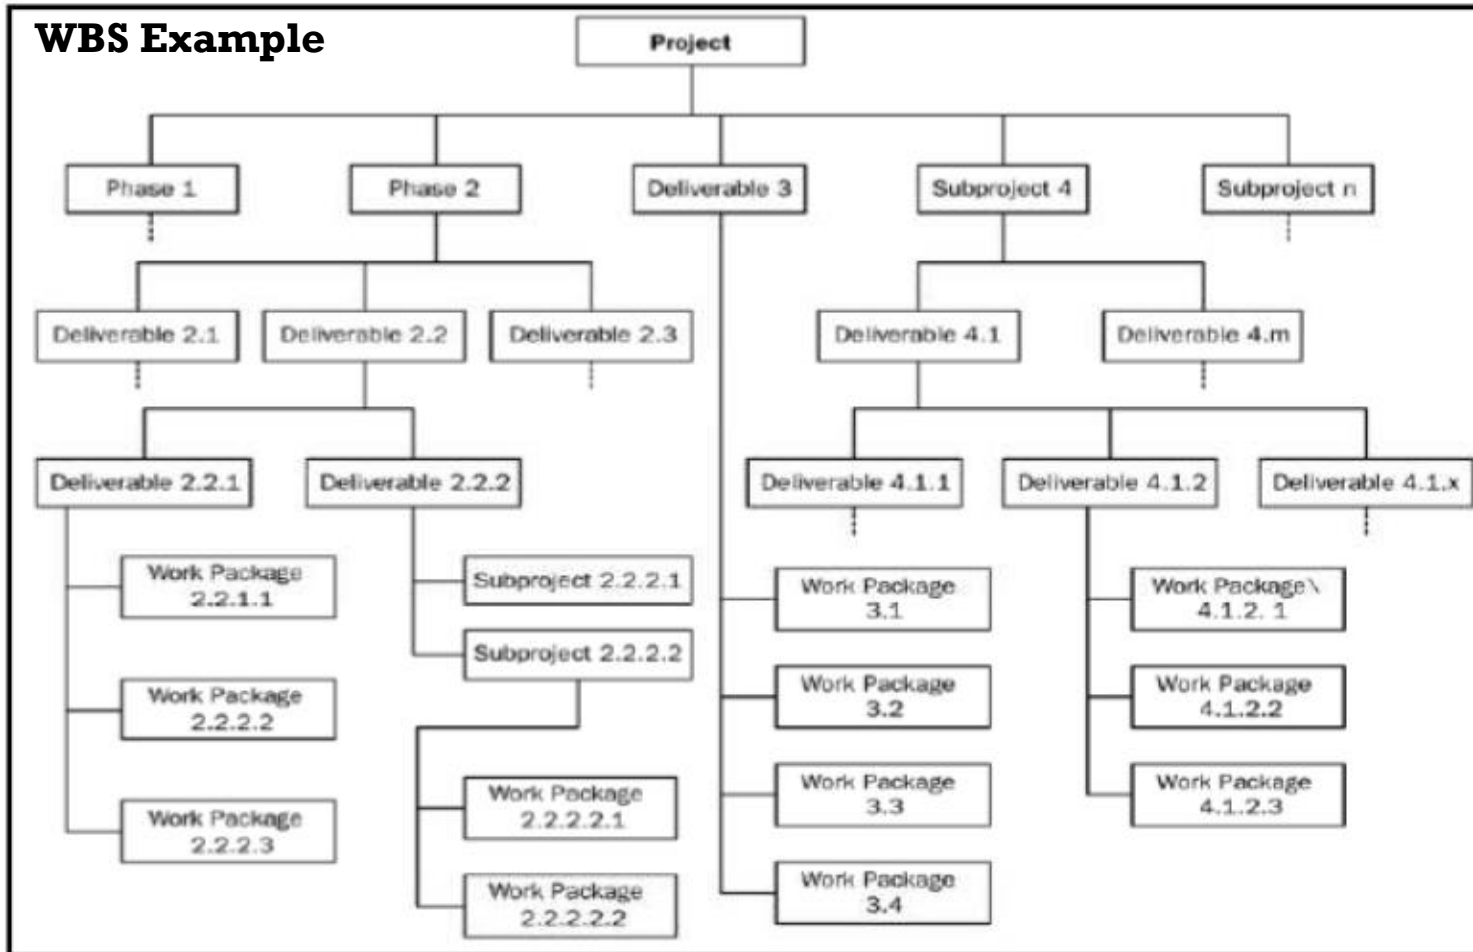 WBS Example
Project
Phase 1
Phase 2
Deliverable 3
Subproject 4
Subproject n
Deliverable 2.1
Deliverable 2.2
Deliverable 2.3
Deliverable 4.1
Deliverable 4.m
Deliverable 2.2.1
Deliverable 2.2.2
Deliverable 4.1.1
Deliverable 4.1.2
Deliverable 4.1.x
Work Package
2.2.1.1
Work Package
2.2.2.2
Work Package
2.2.2.3
Subproject 2.2.2.1
Subproject 2.2.2.2
Work Package
2.2.2.2.1
Work Package
2.2.2.2.2
Work Package
3.1
Work Package
3.2
Work Package
3.3
Work Package
3.4
Work Package\
4.1.2. 1
Work Package
4.1.2.2
Work Package
4.1.2.3